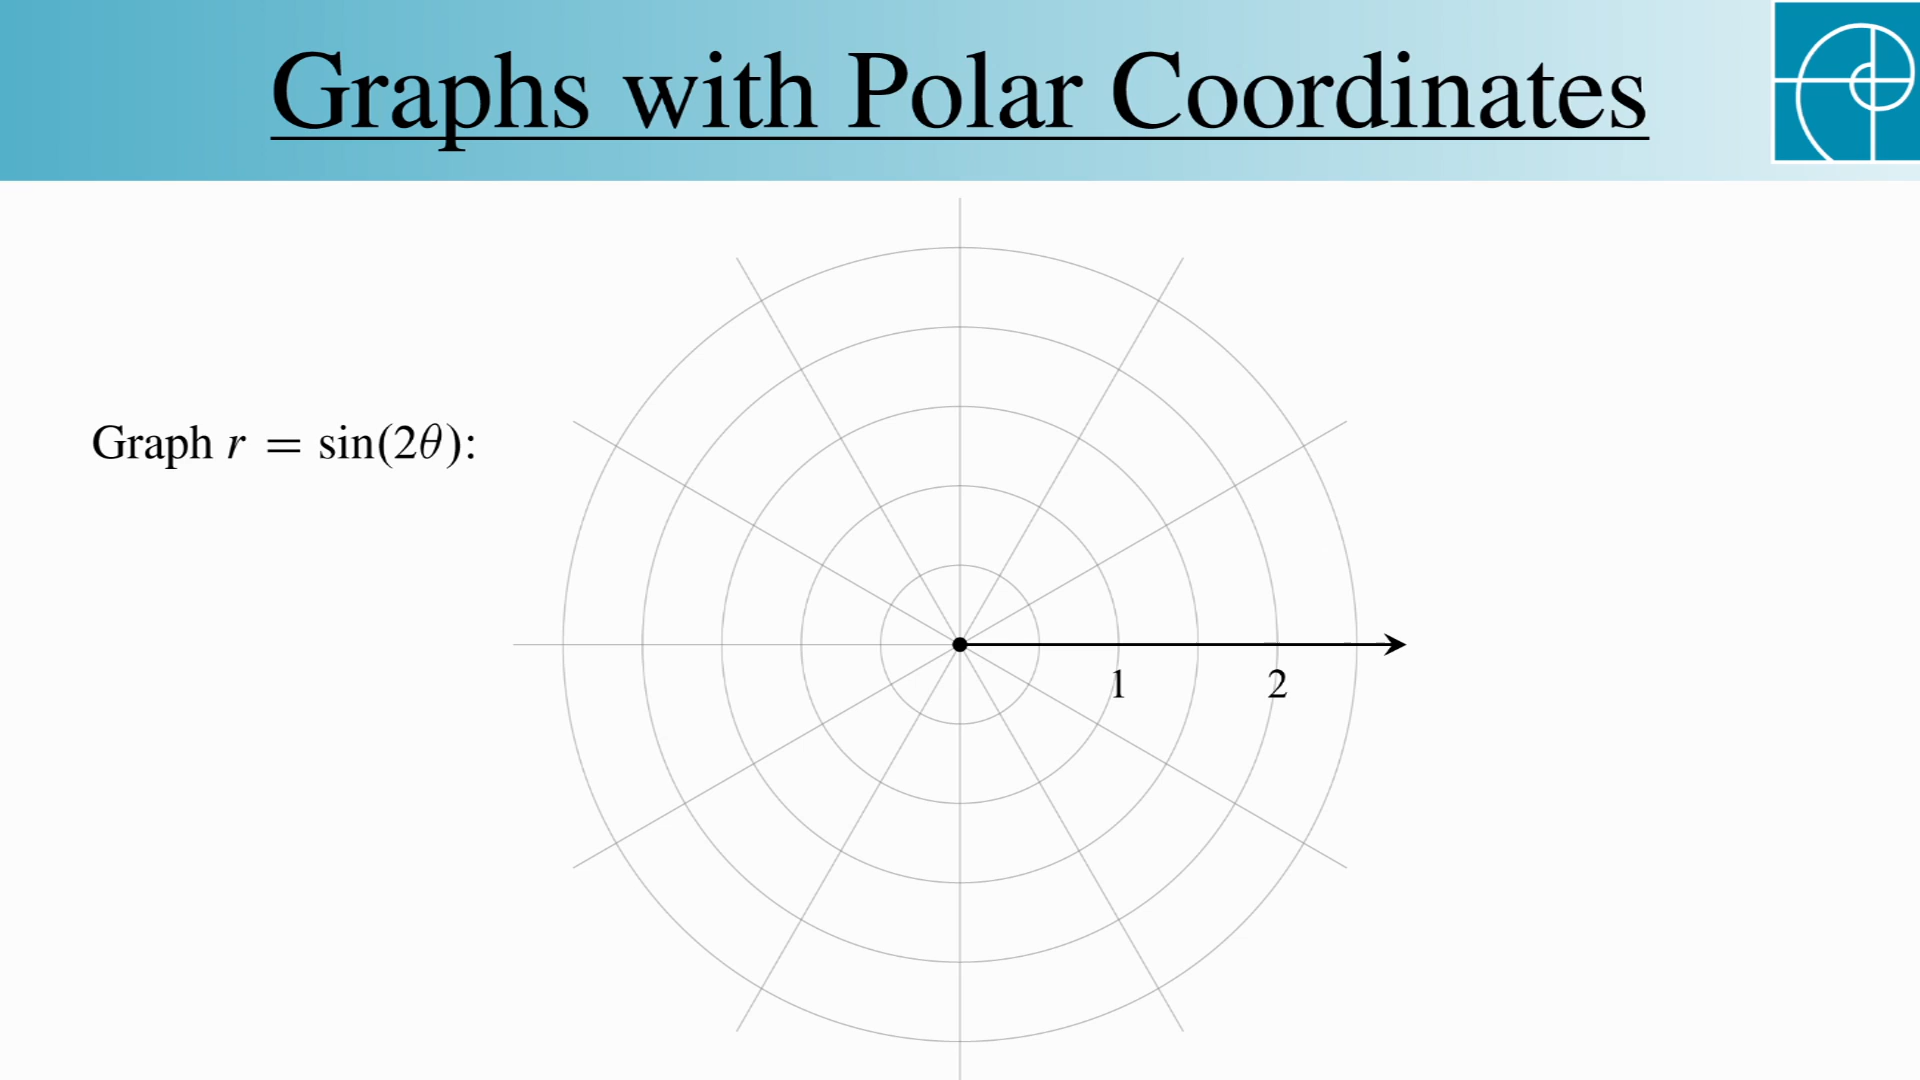 Graphs with Polar Coordinates
Graph r = sin(2θ):
1
2